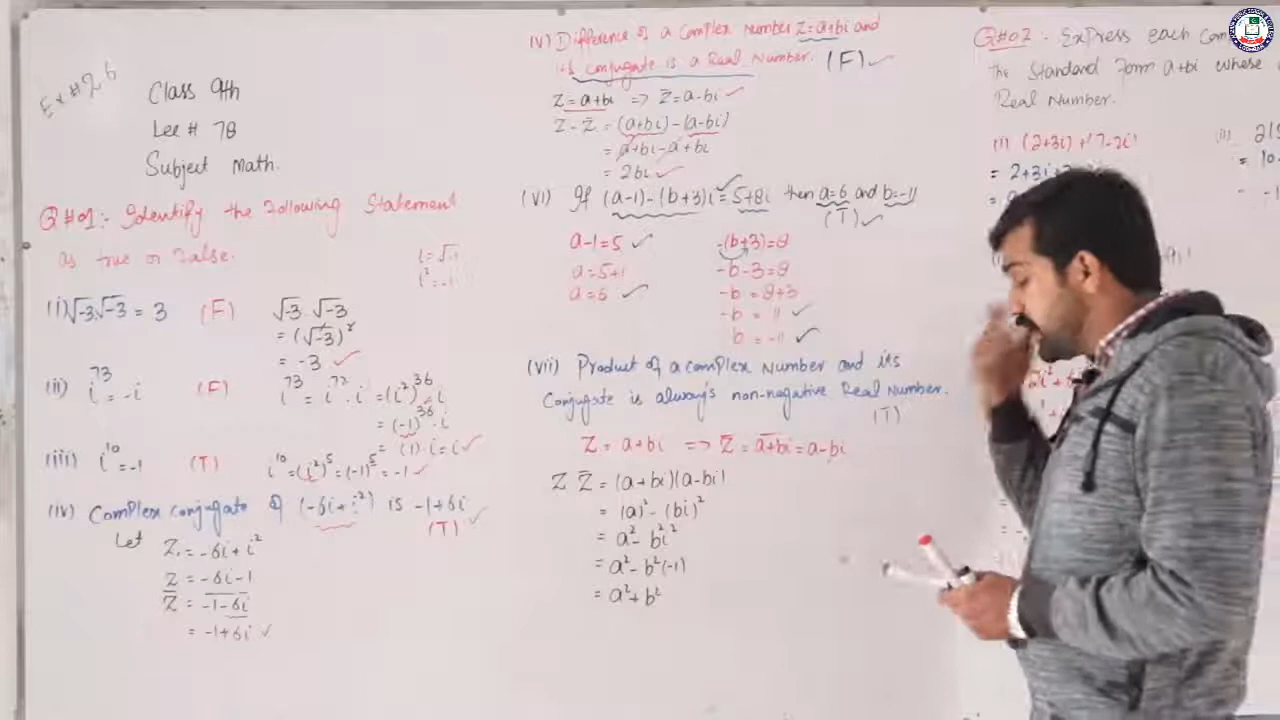 Ex # 2.6
Class 9th
Lec # 78
Subject Math.
Q#01:- Identify the Following Statement
as true or False.
i = √-1
i² = -1
(i) √-3 √-3 = 3 (F)
√-3 . √-3
= (√-3)²
= -3 ✓
(ii) i⁷³ = -i (F)
i⁷³ = i⁷² . i = (i²)³⁶ . i
= (-1)³⁶ . i
= (1) . i = i ✓
(iii) i¹⁰ = -1 (T)
i¹⁰ = (i²)⁵ = (-1)⁵ = -1 ✓
(iv) Complex conjugate of (-6i + i²) is -1+6i
(T) ✓
Let
Z = -6i + i²
Z = -6i - 1
Z̅ = -1-6i
= -1+6i ✓
(v) Difference of a Complex Number Z = a+bi and
its Conjugate is a Real Number. (F) ✓
Z = a+bi => Z̅ = a-bi ✓
Z - Z̅ = (a+bi) - (a-bi)
= a+bi - a+bi
= 2bi ✓
(vi) If (a-1) - (b+3)i = 5+8i then a=6 and b=-11
(T) ✓
a-1 = 5 ✓
a = 5+1
a = 6 ✓
-(b+3) = 8
-b-3 = 8
-b = 8+3
-b = 11 ✓
b = -11 ✓
(vii) Product of a Complex Number and its
Conjugate is always's non-negative Real Number.
(T)
Z = a+bi => Z̅ = a+bi = a-bi
Z Z̅ = (a+bi)(a-bi)
= (a)² - (bi)²
= a² - b²i²
= a² - b²(-1)
= a² + b²
Q#02. Express each
the Standard Form a+bi where
Real Number.
(i) (2+3i) + (7-2i)
= 2+3i+
(ii)